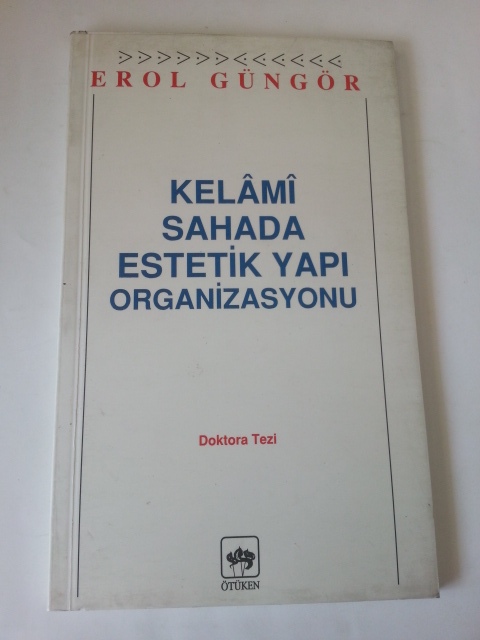 EROL GÜNGÖR
KELÂMÎ
SAHADA
ESTETİK YAPI
ORGANİZASYONU
Doktora Tezi
ÖTÜKEN